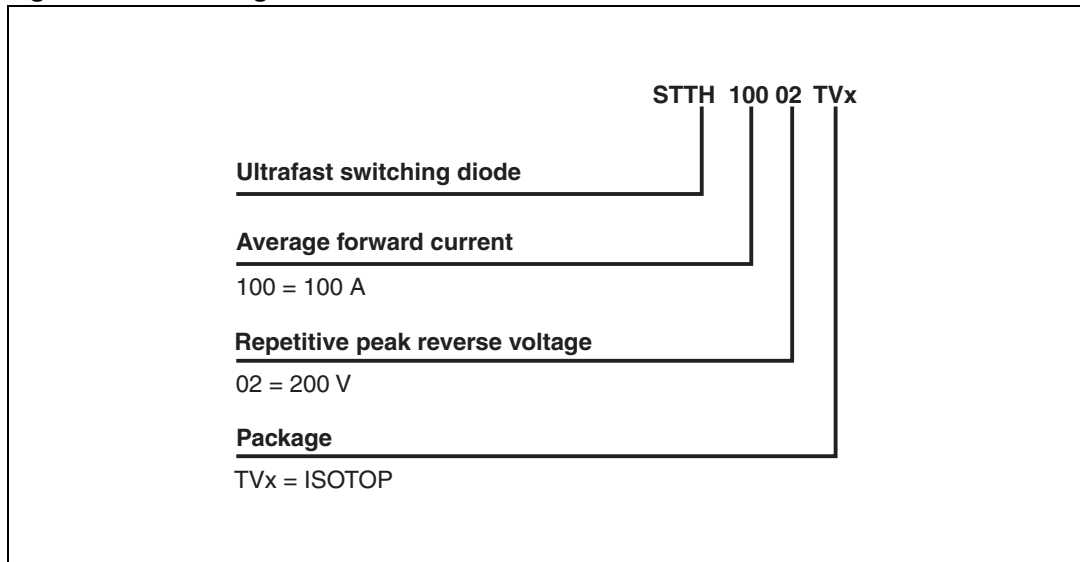 STTH 100 02 TVx
Ultrafast switching diode
Average forward current
100 = 100 A
Repetitive peak reverse voltage
02 = 200 V
Package
TVx = ISOTOP